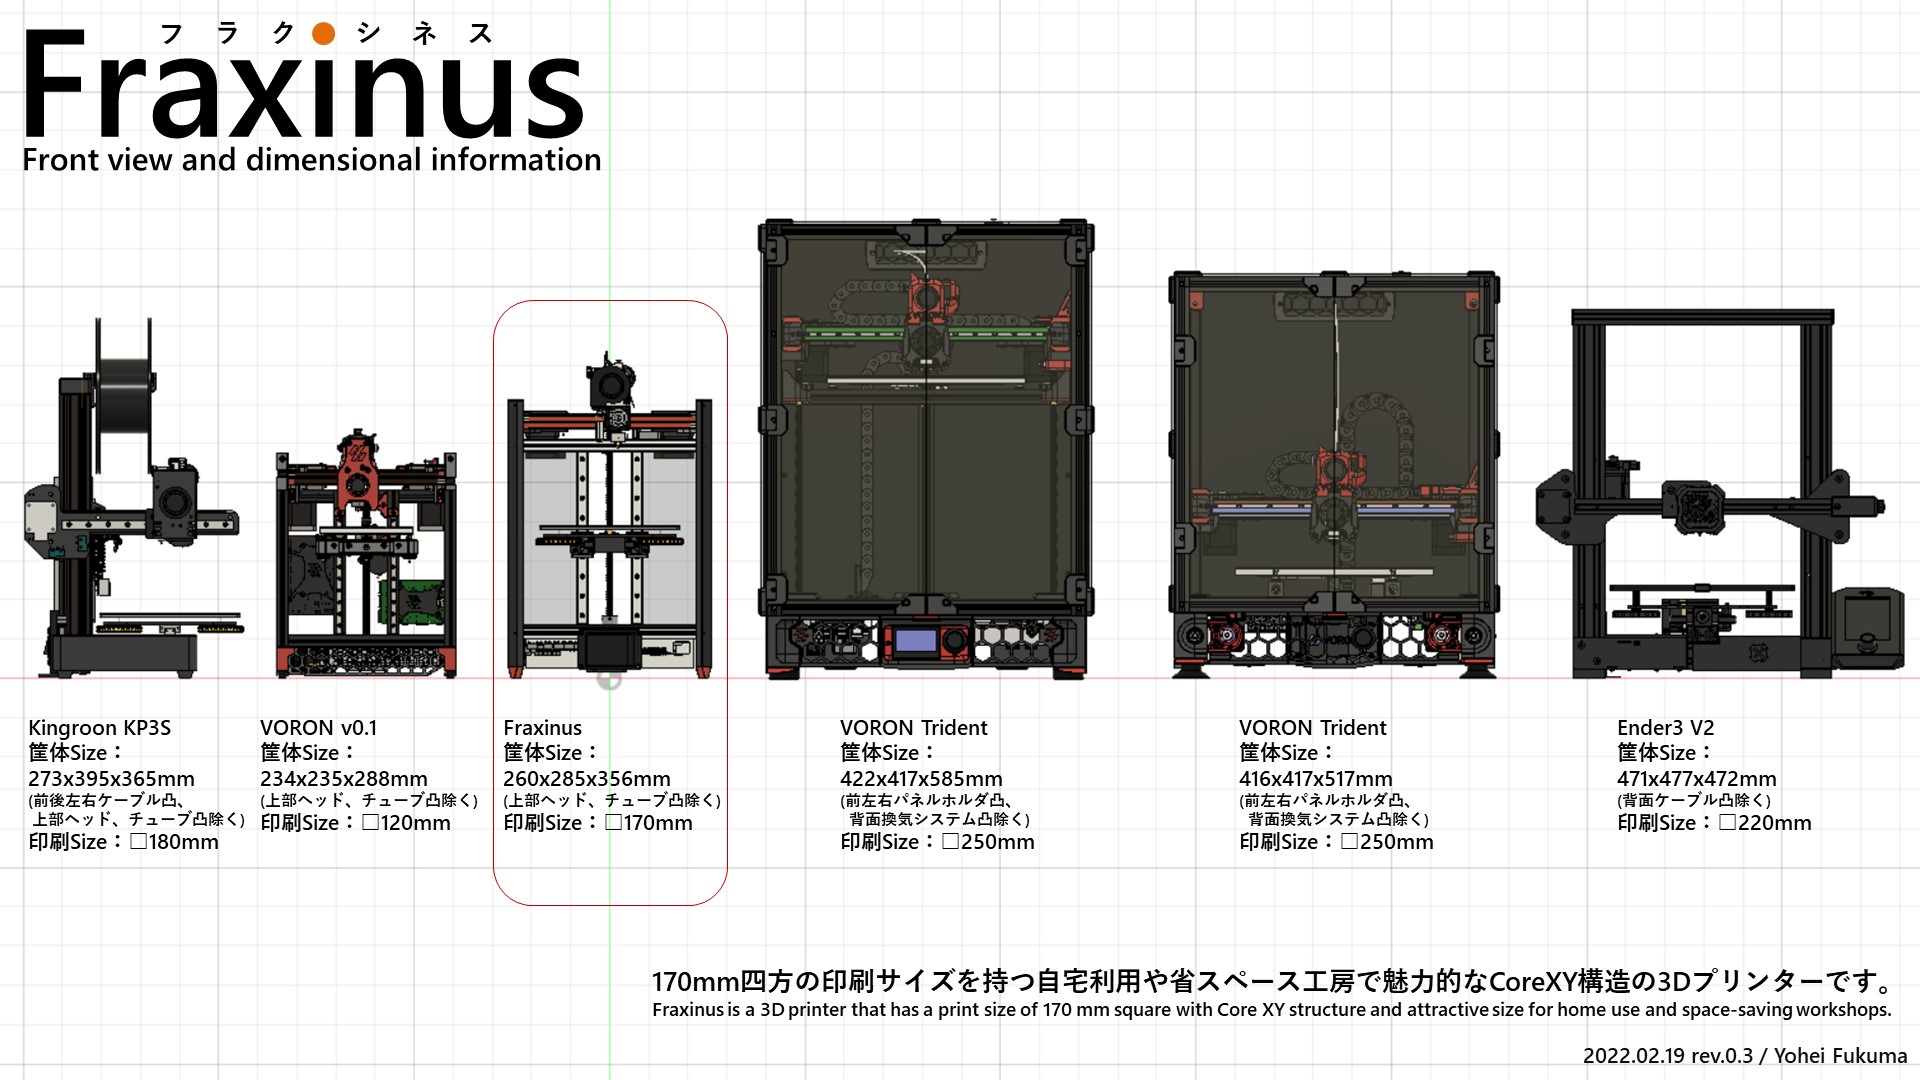 フラク●シネス
Fraxinus
Front view and dimensional information
Kingroon KP3S
筐体Size：
273x395x365mm
(前後左右ケーブル凸、
上部ヘッド、チューブ凸除く)
印刷Size：□180mm
VORON v0.1
筐体Size：
234x235x288mm
(上部ヘッド、チューブ凸除く)
印刷Size：□120mm
Fraxinus
筐体Size：
260x285x356mm
(上部ヘッド、チューブ凸除く)
印刷Size：□170mm
VORON Trident
筐体Size：
422x417x585mm
(前左右パネルホルダ凸、
背面換気システム凸除く)
印刷Size：□250mm
VORON Trident
筐体Size：
416x417x517mm
(前左右パネルホルダ凸、
背面換気システム凸除く)
印刷Size：□250mm
Ender3 V2
筐体Size：
471x477x472mm
(背面ケーブル凸除く)
印刷Size：□220mm
170mm四方の印刷サイズを持つ自宅利用や省スペース工房で魅力的なCoreXY構造の3Dプリンターです。
Fraxinus is a 3D printer that has a print size of 170 mm square with Core XY structure and attractive size for home use and space-saving workshops.
2022.02.19 rev.0.3 / Yohei Fukuma